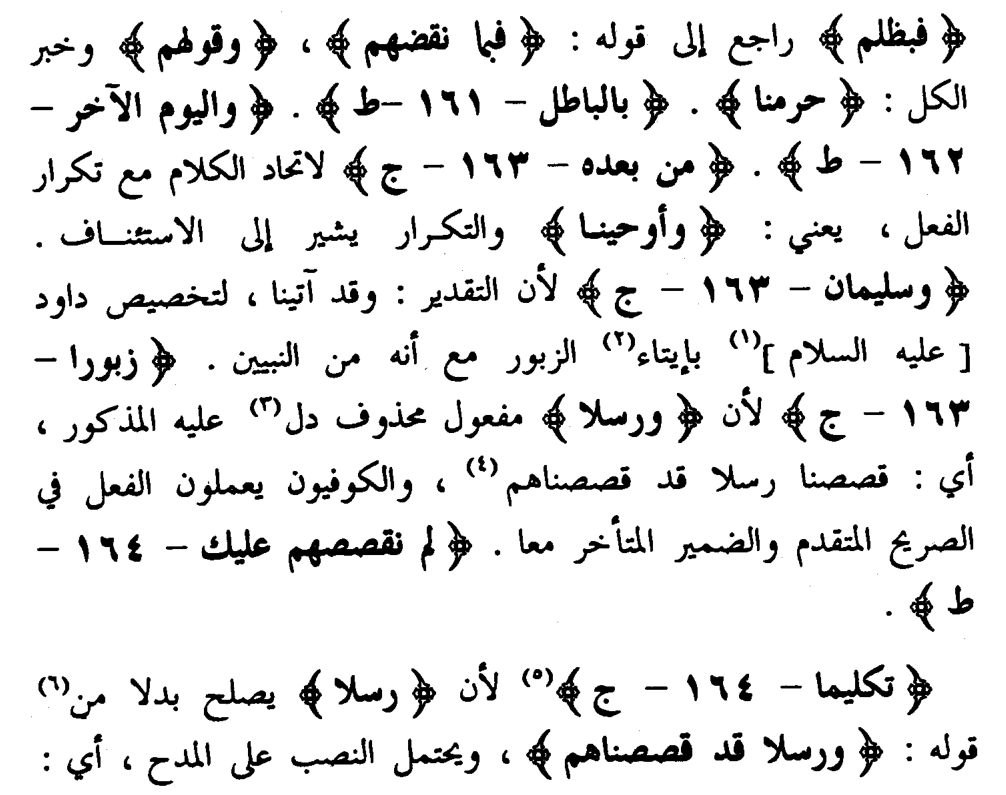 ﴿ فبظلم ﴾ راجع إلى قوله : ﴿ فبما نقضهم ﴾ ، ﴿ وقولهم ﴾ وخبر
الكل : ﴿ حرمنا ﴾ . ﴿ بالباطل – ١٦١ –ط ﴾ . ﴿ واليوم الآخر –
١٦٢ – ط ﴾ . ﴿ من بعده – ١٦٣ – ج ﴾ لاتحاد الكلام مع تكرار
الفعل ، يعني : ﴿ وأوحينـا ﴾ والتكـرار يشير إلى الاستئنــاف .
﴿ وسليمان – ١٦٣ – ج ﴾ لأن التقدير : وقد آتينا ، لتخصيص داود
[ عليه السلام ](١) بإيتاء(٢) الزبور مع أنه من النبيين . ﴿ زبورا –
١٦٣ – ج ﴾ لأن ﴿ ورسلا ﴾ مفعول محذوف دل(٣) عليه المذكور ،
أي : قصصنا رسلا قد قصصناهم(٤) ، والكوفيون يعملون الفعل في
الصريح المتقدم والضمير المتأخر معا . ﴿ لم نقصصهم عليك – ١٦٤ –
ط ﴾ .
﴿ تكليما – ١٦٤ – ج ﴾(٥) لأن ﴿ رسلا ﴾ يصلح بدلا من(٦)
قوله : ﴿ ورسلا قد قصصناهم ﴾ ، ويحتمل النصب على المدح ، أي :